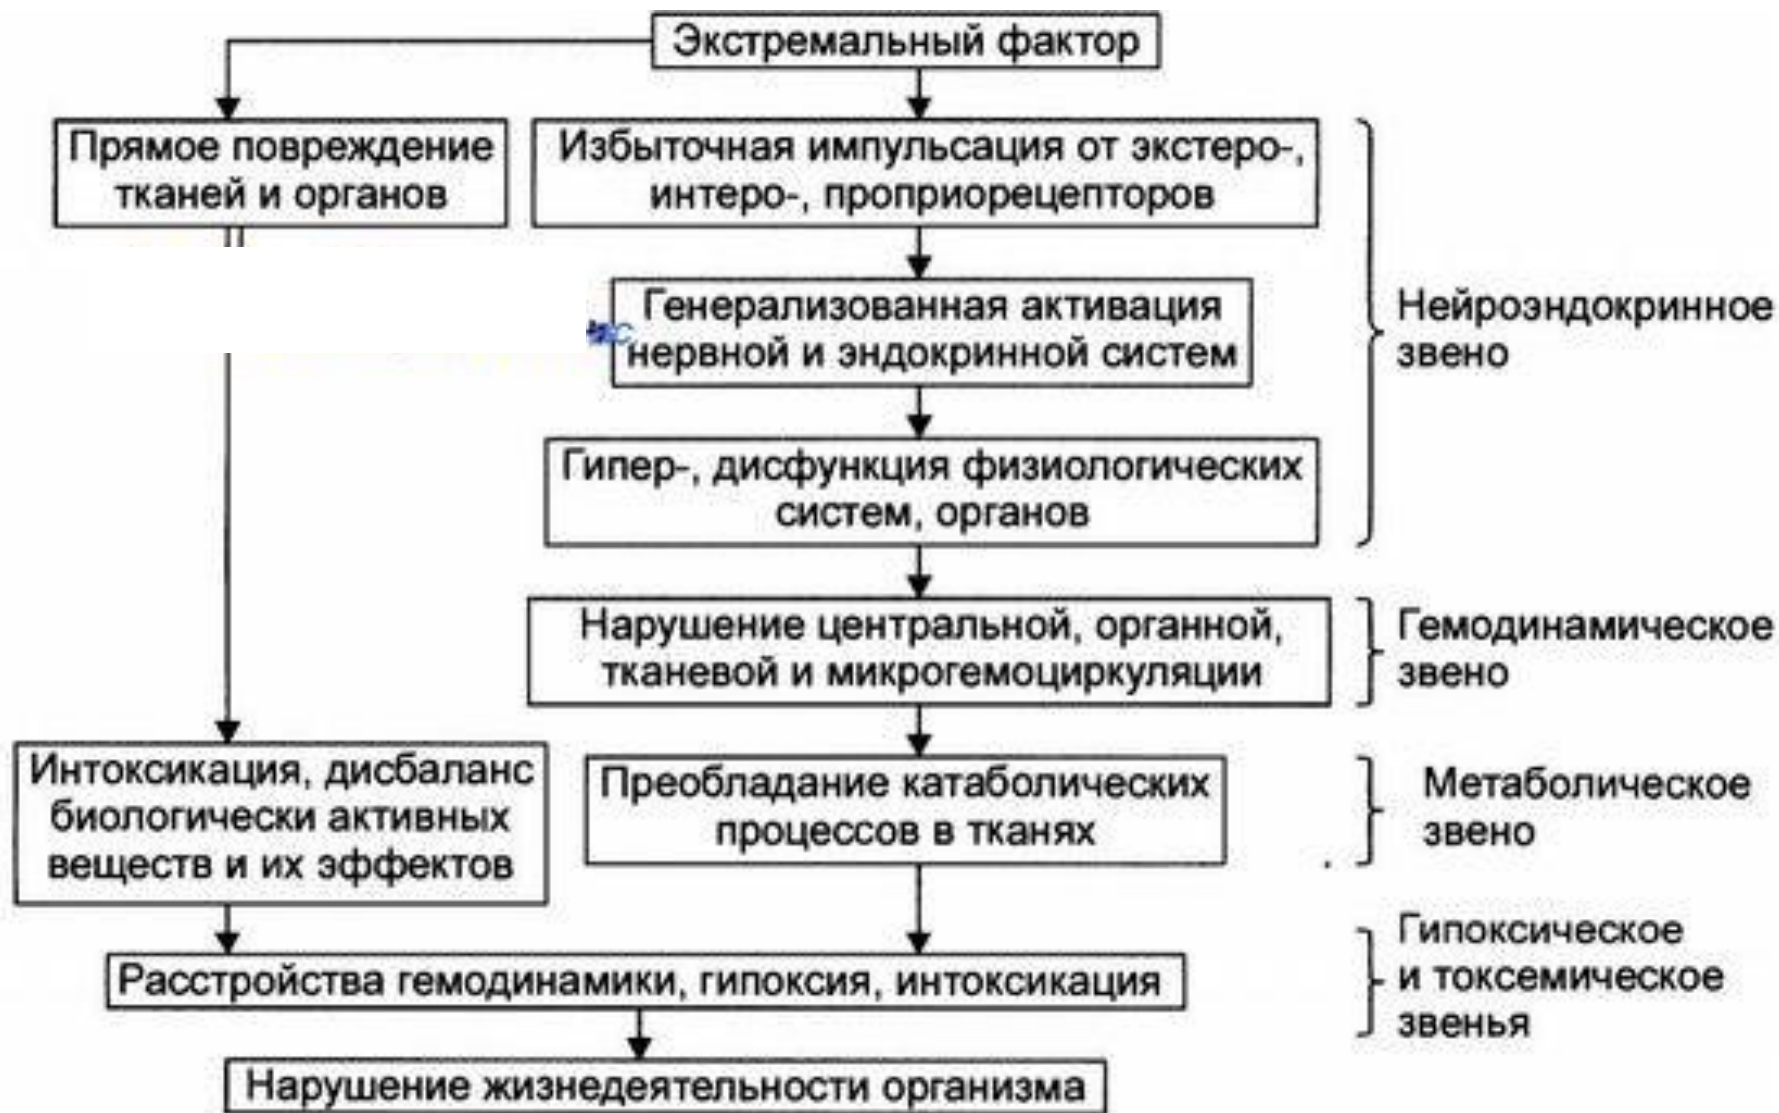 Экстремальный фактор
Прямое повреждение
тканей и органов
Избыточная импульсация от экстеро-,
интеро-, проприорецепторов
Генерализованная активация
нервной и эндокринной систем
Гипер-, дисфункция физиологических
систем, органов
Нейроэндокринное
звено
Нарушение центральной, органной,
тканевой и микрогемоциркуляции
Гемодинамическое
звено
Интоксикация, дисбаланс
биологически активных
веществ и их эффектов
Преобладание катаболических
процессов в тканях
Метаболическое
звено
Расстройства гемодинамики, гипоксия, интоксикация
Гипоксическое
и токсемическое
звенья
Нарушение жизнедеятельности организма